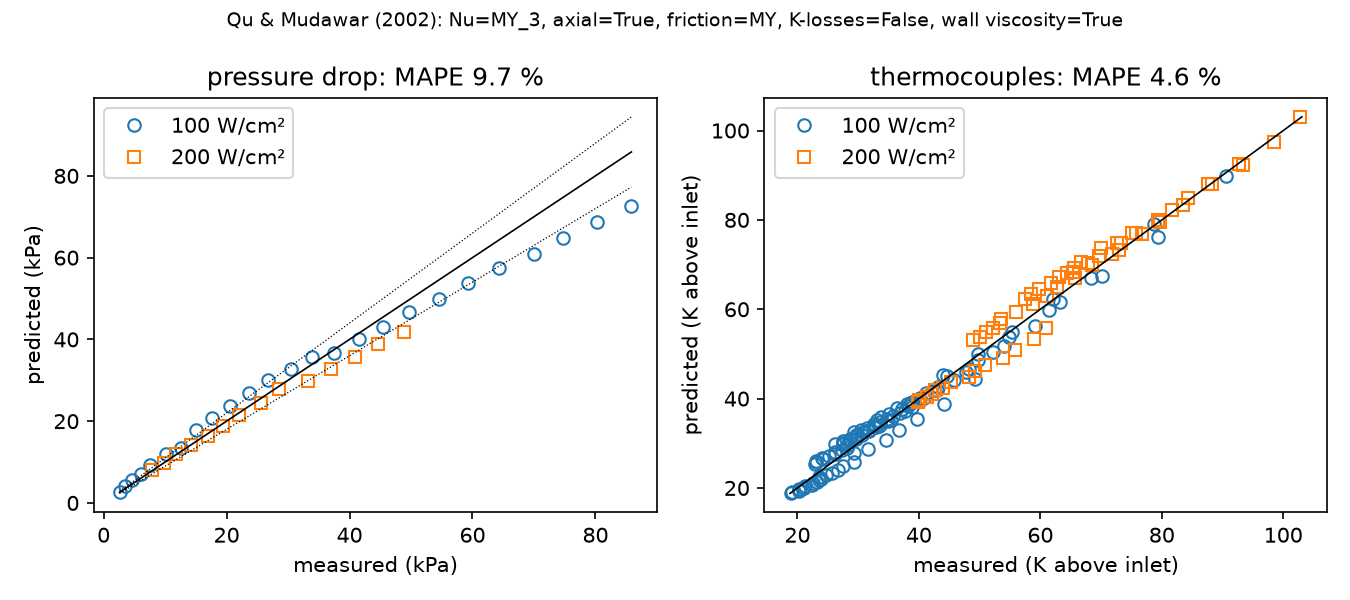 Qu & Mudawar (2002): Nu=MY_3, axial=True, friction=MY, K-losses=False, wall viscosity=True
pressure drop: MAPE 9.7 %
100 W/cm²
200 W/cm²
80
60
40
20
0
predicted (kPa)
0 20 40 60 80
measured (kPa)
thermocouples: MAPE 4.6 %
100 W/cm²
200 W/cm²
100
80
60
40
20
predicted (K above inlet)
20 40 60 80 100
measured (K above inlet)